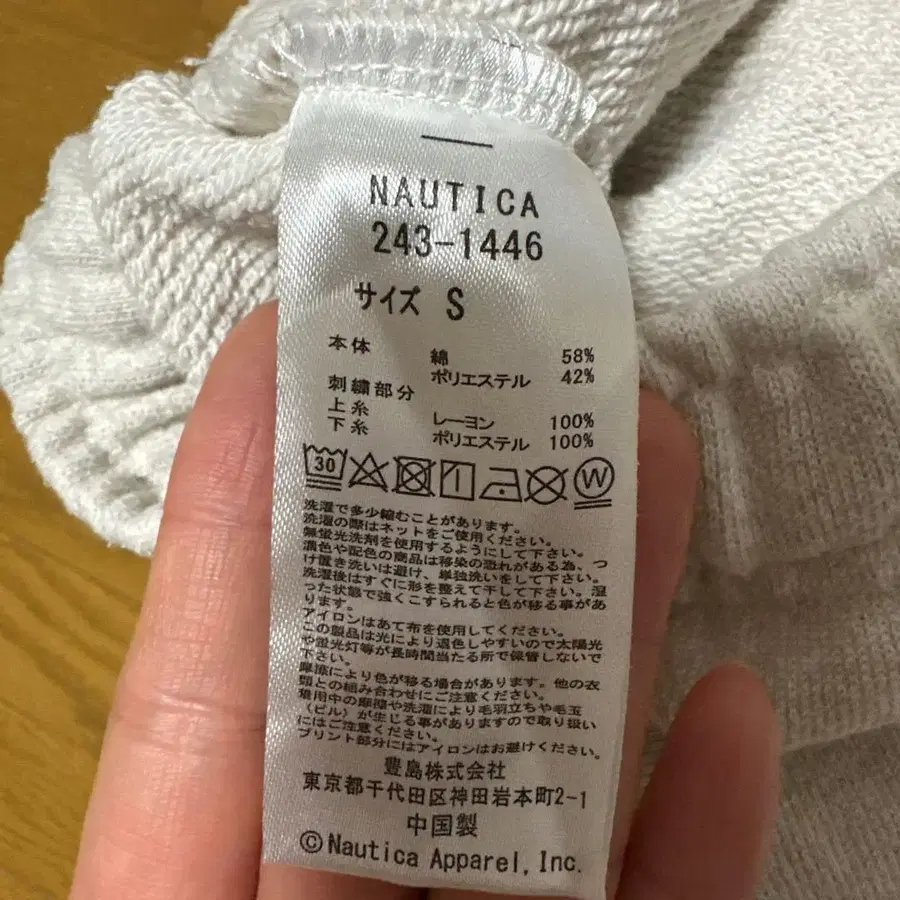 NAUTICA
243-1446
サイズ S
本体 綿 58%
ポリエステル 42%
刺繍部分
上糸 レーヨン 100%
下糸 ポリエステル 100%
30
W
洗濯で多少縮むことがあります。
洗濯の際はネットをご使用ください。
無蛍光洗剤を使用するようにして下さい。
濃色や配色の商品は移染の恐れがある為、つ
け置き洗いは避け、単独洗いをして下さい。
洗濯後はすぐに形を整えて干して下さい。湿
った状態で強くこすられると色が移る事があ
ります。
アイロンはあて布を使用してください。
この製品は光により退色しやすいので太陽光
や蛍光灯等が長時間当たる所で保管しないで
下さい。
摩擦により色が移る場合があります。他の衣
類との組み合わせにご注意ください。
着用中の摩擦や洗濯により毛羽立ちや毛玉
(ピル)が生じる事がありますので取り扱い
にはご注意ください。
プリント部分にはアイロンはお避けください。
豊島株式会社
東京都千代田区神田岩本町2-1
中国製
©Nautica Apparel, Inc.